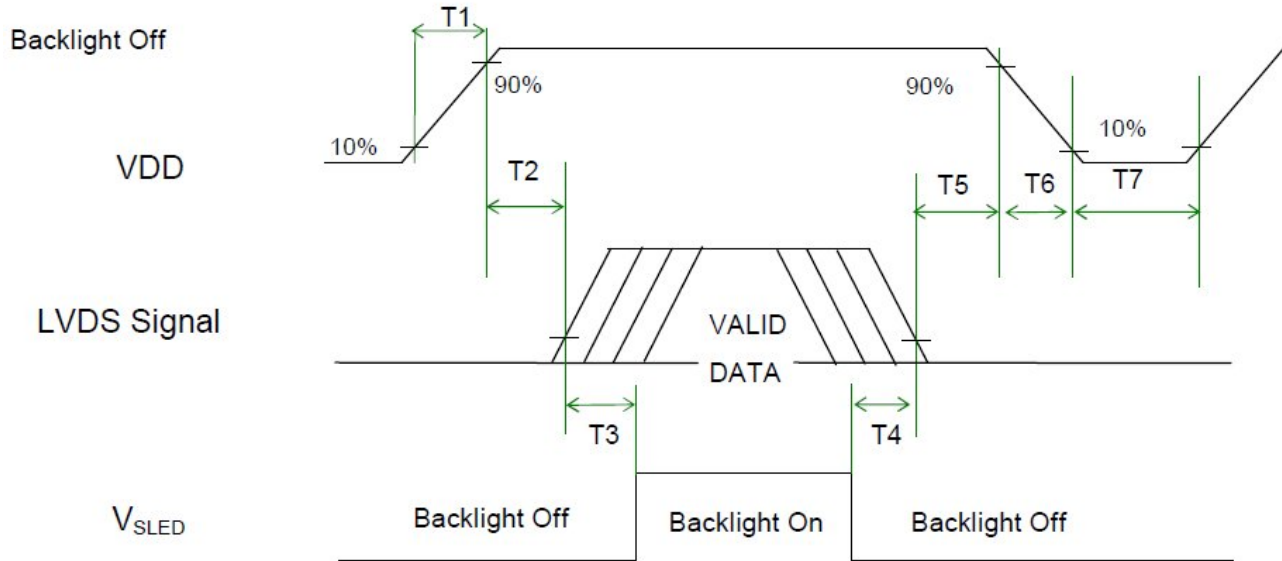 T1
Backlight Off
90%
90%
10%
10%
VDD
T2
T5
T6
T7
LVDS Signal
VALID
DATA
T3
T4
VSLED
Backlight Off
Backlight On
Backlight Off